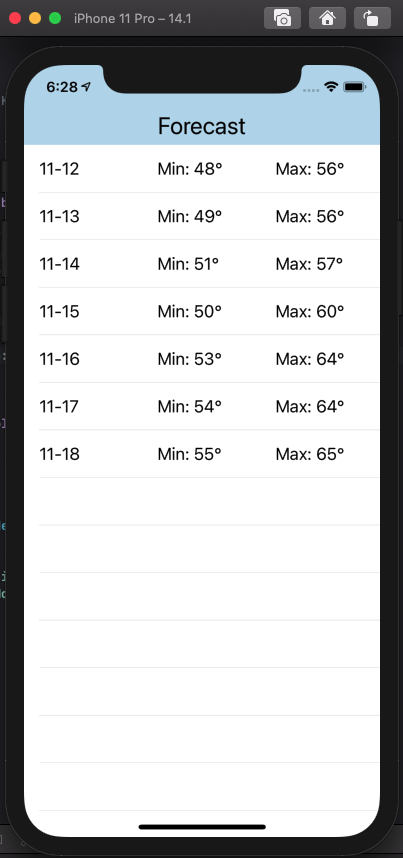 iPhone 11 Pro – 14.1
6:28
Forecast
11-12 Min: 48° Max: 56°
11-13 Min: 49° Max: 56°
11-14 Min: 51° Max: 57°
11-15 Min: 50° Max: 60°
11-16 Min: 53° Max: 64°
11-17 Min: 54° Max: 64°
11-18 Min: 55° Max: 65°